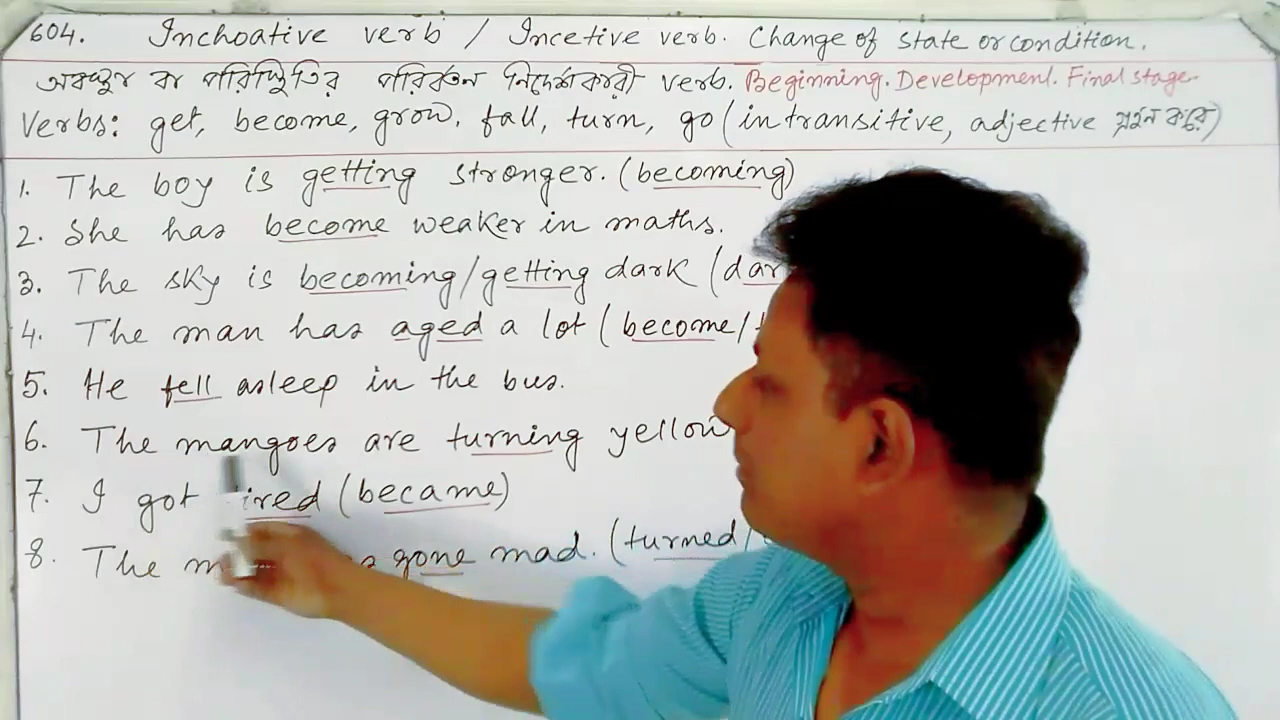 604. Inchoative verb / Incetive verb. Change of state or condition.
অবস্থার বা পরিস্থিতির পরিবর্তন নির্দেশকারী verb. Beginning. Development. Final stage
Verbs: get, become, grow, fall, turn, go (intransitive, adjective গ্রহন করে)
1. The boy is getting stronger. (becoming)
2. She has become weaker in maths.
3. The sky is becoming/getting dark (dar
4. The man has aged a lot (become/
5. He fell asleep in the bus.
6. The mangoes are turning yellow
7. I got tired (became)
8. The gone mad. (turned/